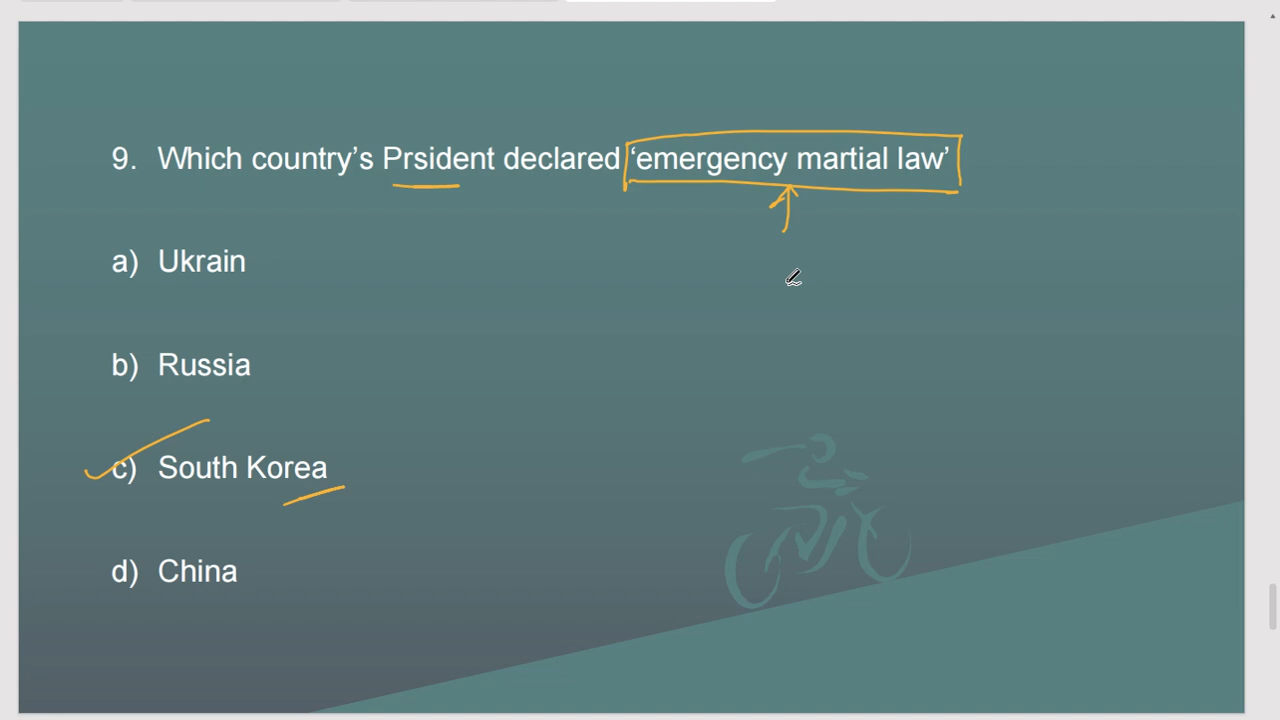 9. Which country’s Prsident declared ‘emergency martial law’
a) Ukrain
b) Russia
c) South Korea
d) China